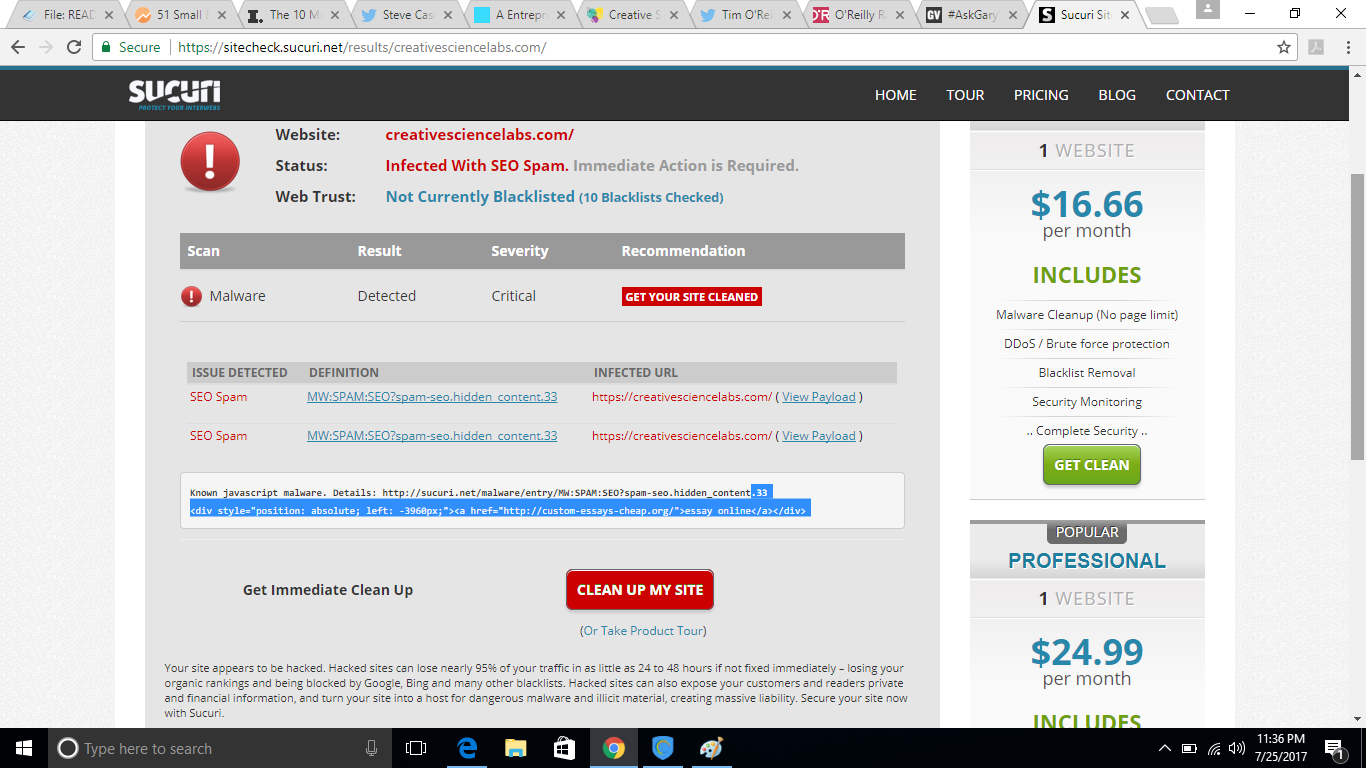 File: READ
51 Small
The 10 M
Steve Cas
A Entrepr
Creative S
Tim O'Re
O'Reilly R
#AskGary
Sucuri Sit
Secure https://sitecheck.sucuri.net/results/creativesciencelabs.com/
SUCURI
PROTECT YOUR INTERWEBS
HOME TOUR PRICING BLOG CONTACT
Website: creativesciencelabs.com/
Status: Infected With SEO Spam. Immediate Action is Required.
Web Trust: Not Currently Blacklisted (10 Blacklists Checked)
Scan Result Severity Recommendation
Malware Detected Critical GET YOUR SITE CLEANED
ISSUE DETECTED DEFINITION INFECTED URL
SEO Spam MW:SPAM:SEO?spam-seo.hidden_content.33 https://creativesciencelabs.com/ ( View Payload )
SEO Spam MW:SPAM:SEO?spam-seo.hidden_content.33 https://creativesciencelabs.com/ ( View Payload )
Known javascript malware. Details: http://sucuri.net/malware/entry/MW:SPAM:SEO?spam-seo.hidden_content.33
<div style="position: absolute; left: -3960px;"><a href="http://custom-essays-cheap.org/">essay online</a></div>
Get Immediate Clean Up CLEAN UP MY SITE
(Or Take Product Tour)
Your site appears to be hacked. Hacked sites can lose nearly 95% of your traffic in as little as 24 to 48 hours if not fixed immediately – losing your
organic rankings and being blocked by Google, Bing and many other blacklists. Hacked sites can also expose your customers and readers private
and financial information, and turn your site into a host for dangerous malware and illicit material, creating massive liability. Secure your site now
with Sucuri.
1 WEBSITE
$16.66
per month
INCLUDES
Malware Cleanup (No page limit)
DDoS / Brute force protection
Blacklist Removal
Security Monitoring
.. Complete Security ..
GET CLEAN
POPULAR
PROFESSIONAL
1 WEBSITE
$24.99
per month
INCLUDES
Type here to search
11:36 PM
7/25/2017
1